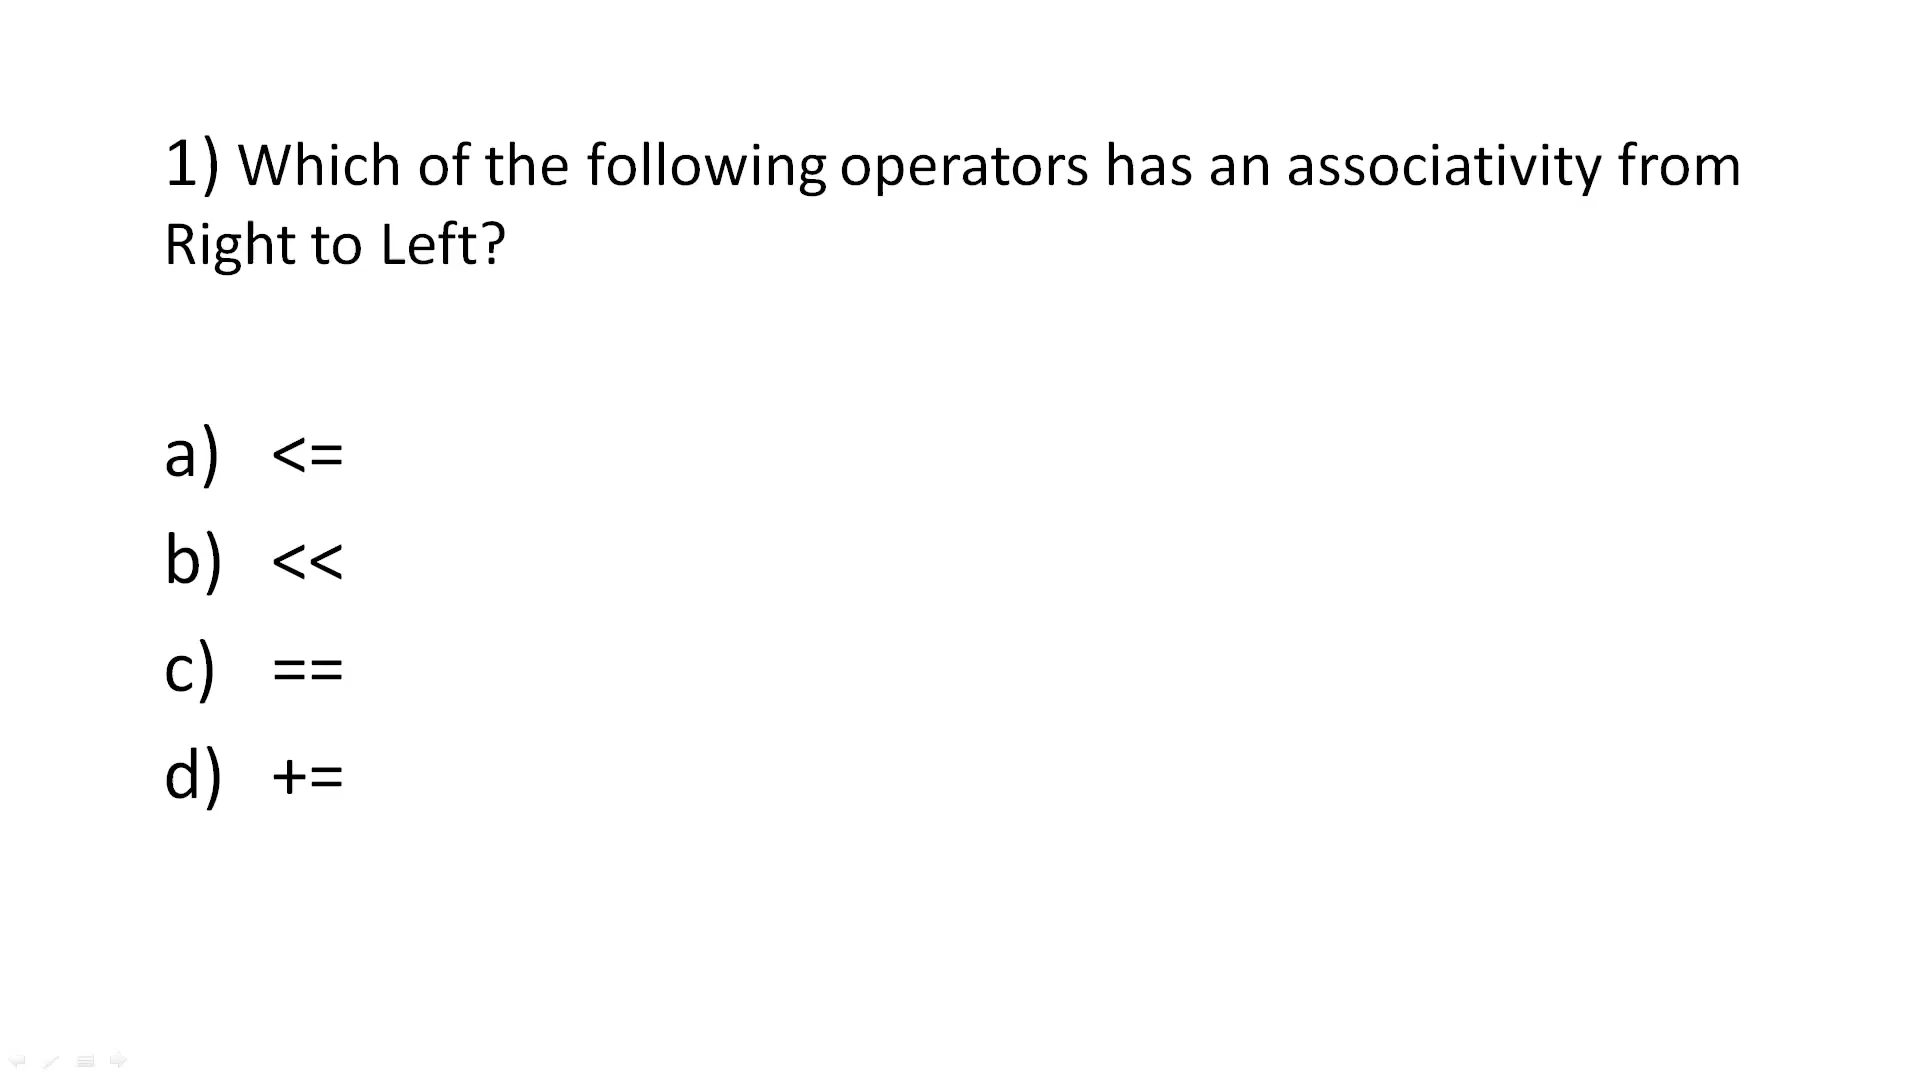 1) Which of the following operators has an associativity from
Right to Left?
a) <=
b) <<
c) ==
d) +=